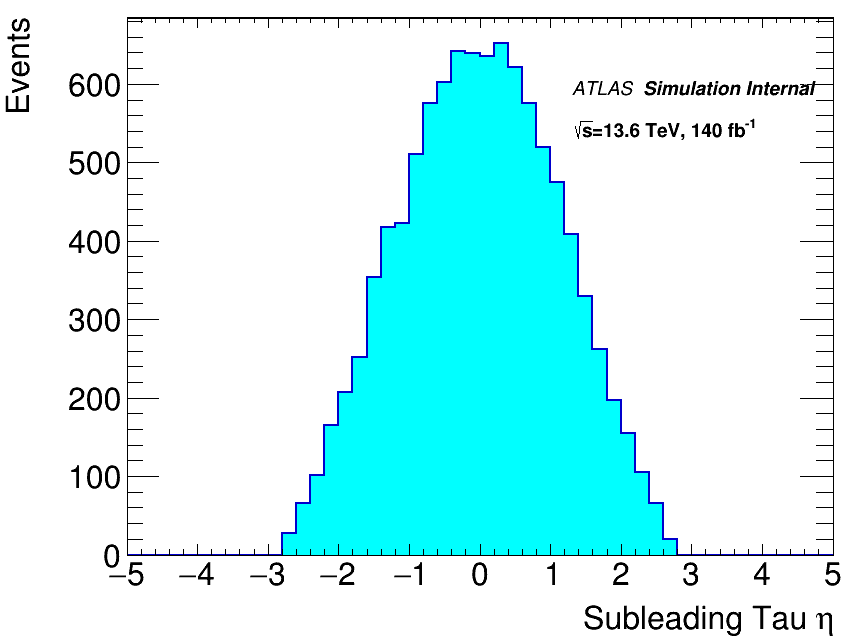 Events
600
500
400
300
200
100
0
ATLAS Simulation Internal
√s=13.6 TeV, 140 fb⁻¹
−5 −4 −3 −2 −1 0 1 2 3 4 5
Subleading Tau η